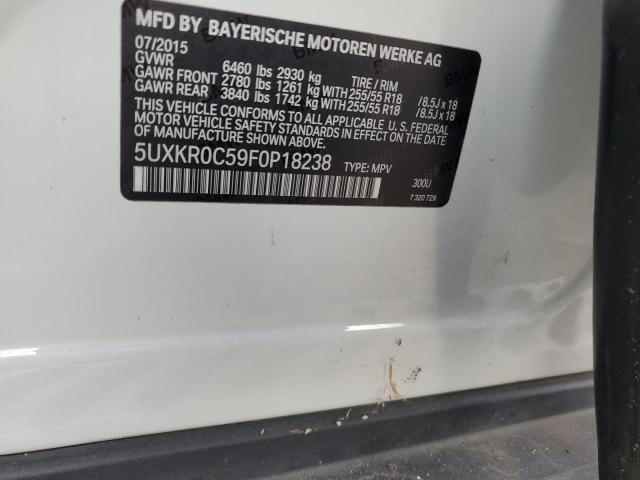 MFD BY BAYERISCHE MOTOREN WERKE AG
07/2015
GVWR 6460 lbs 2930 kg TIRE / RIM
GAWR FRONT 2780 lbs 1261 kg WITH 255/55 R18 / 8.5J x 18
GAWR REAR 3840 lbs 1742 kg WITH 255/55 R18 / 8.5J x 18
THIS VEHICLE CONFORMS TO ALL APPLICABLE U.S. FEDERAL
MOTOR VEHICLE SAFETY STANDARDS IN EFFECT ON THE DATE
OF MANUFACTURE SHOWN ABOVE.
5UXKR0C59F0P18238 TYPE: MPV
300U
7 320 729